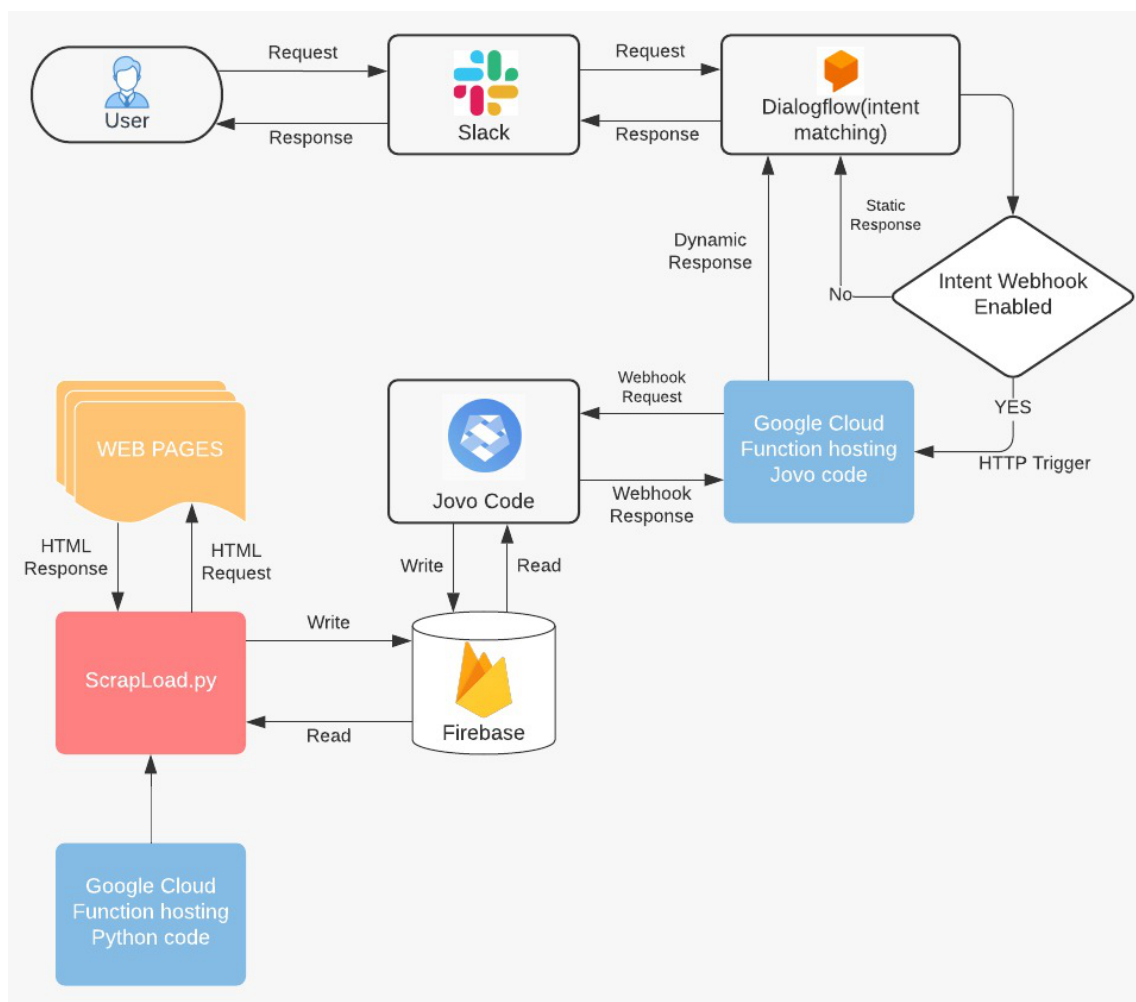 Request
Request
User
Slack
Dialogflow(intent
matching)
Response
Response
Static
Response
Dynamic
Response
Intent Webhook
Enabled
No
Webhook
Request
YES
WEB PAGES
Google Cloud
Function hosting
Jovo code
HTTP Trigger
Jovo Code
Webhook
Response
HTML
Response
HTML
Request
Write
Read
Write
ScrapLoad.py
Firebase
Read
Google Cloud
Function hosting
Python code